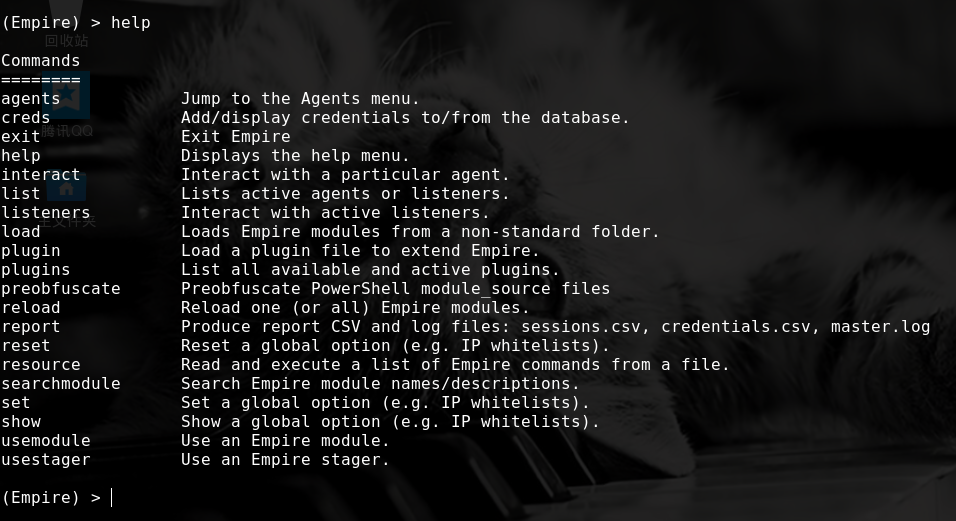 (Empire) > help
回收站
Commands
========
agents Jump to the Agents menu.
creds Add/display credentials to/from the database.
腾讯QQ
exit Exit Empire
help Displays the help menu.
interact Interact with a particular agent.
list Lists active agents or listeners.
listeners Interact with active listeners.
主文件夹
load Loads Empire modules from a non-standard folder.
plugin Load a plugin file to extend Empire.
plugins List all available and active plugins.
preobfuscate Preobfuscate PowerShell module_source files
reload Reload one (or all) Empire modules.
report Produce report CSV and log files: sessions.csv, credentials.csv, master.log
reset Reset a global option (e.g. IP whitelists).
resource Read and execute a list of Empire commands from a file.
searchmodule Search Empire module names/descriptions.
set Set a global option (e.g. IP whitelists).
show Show a global option (e.g. IP whitelists).
usemodule Use an Empire module.
usestager Use an Empire stager.
(Empire) >